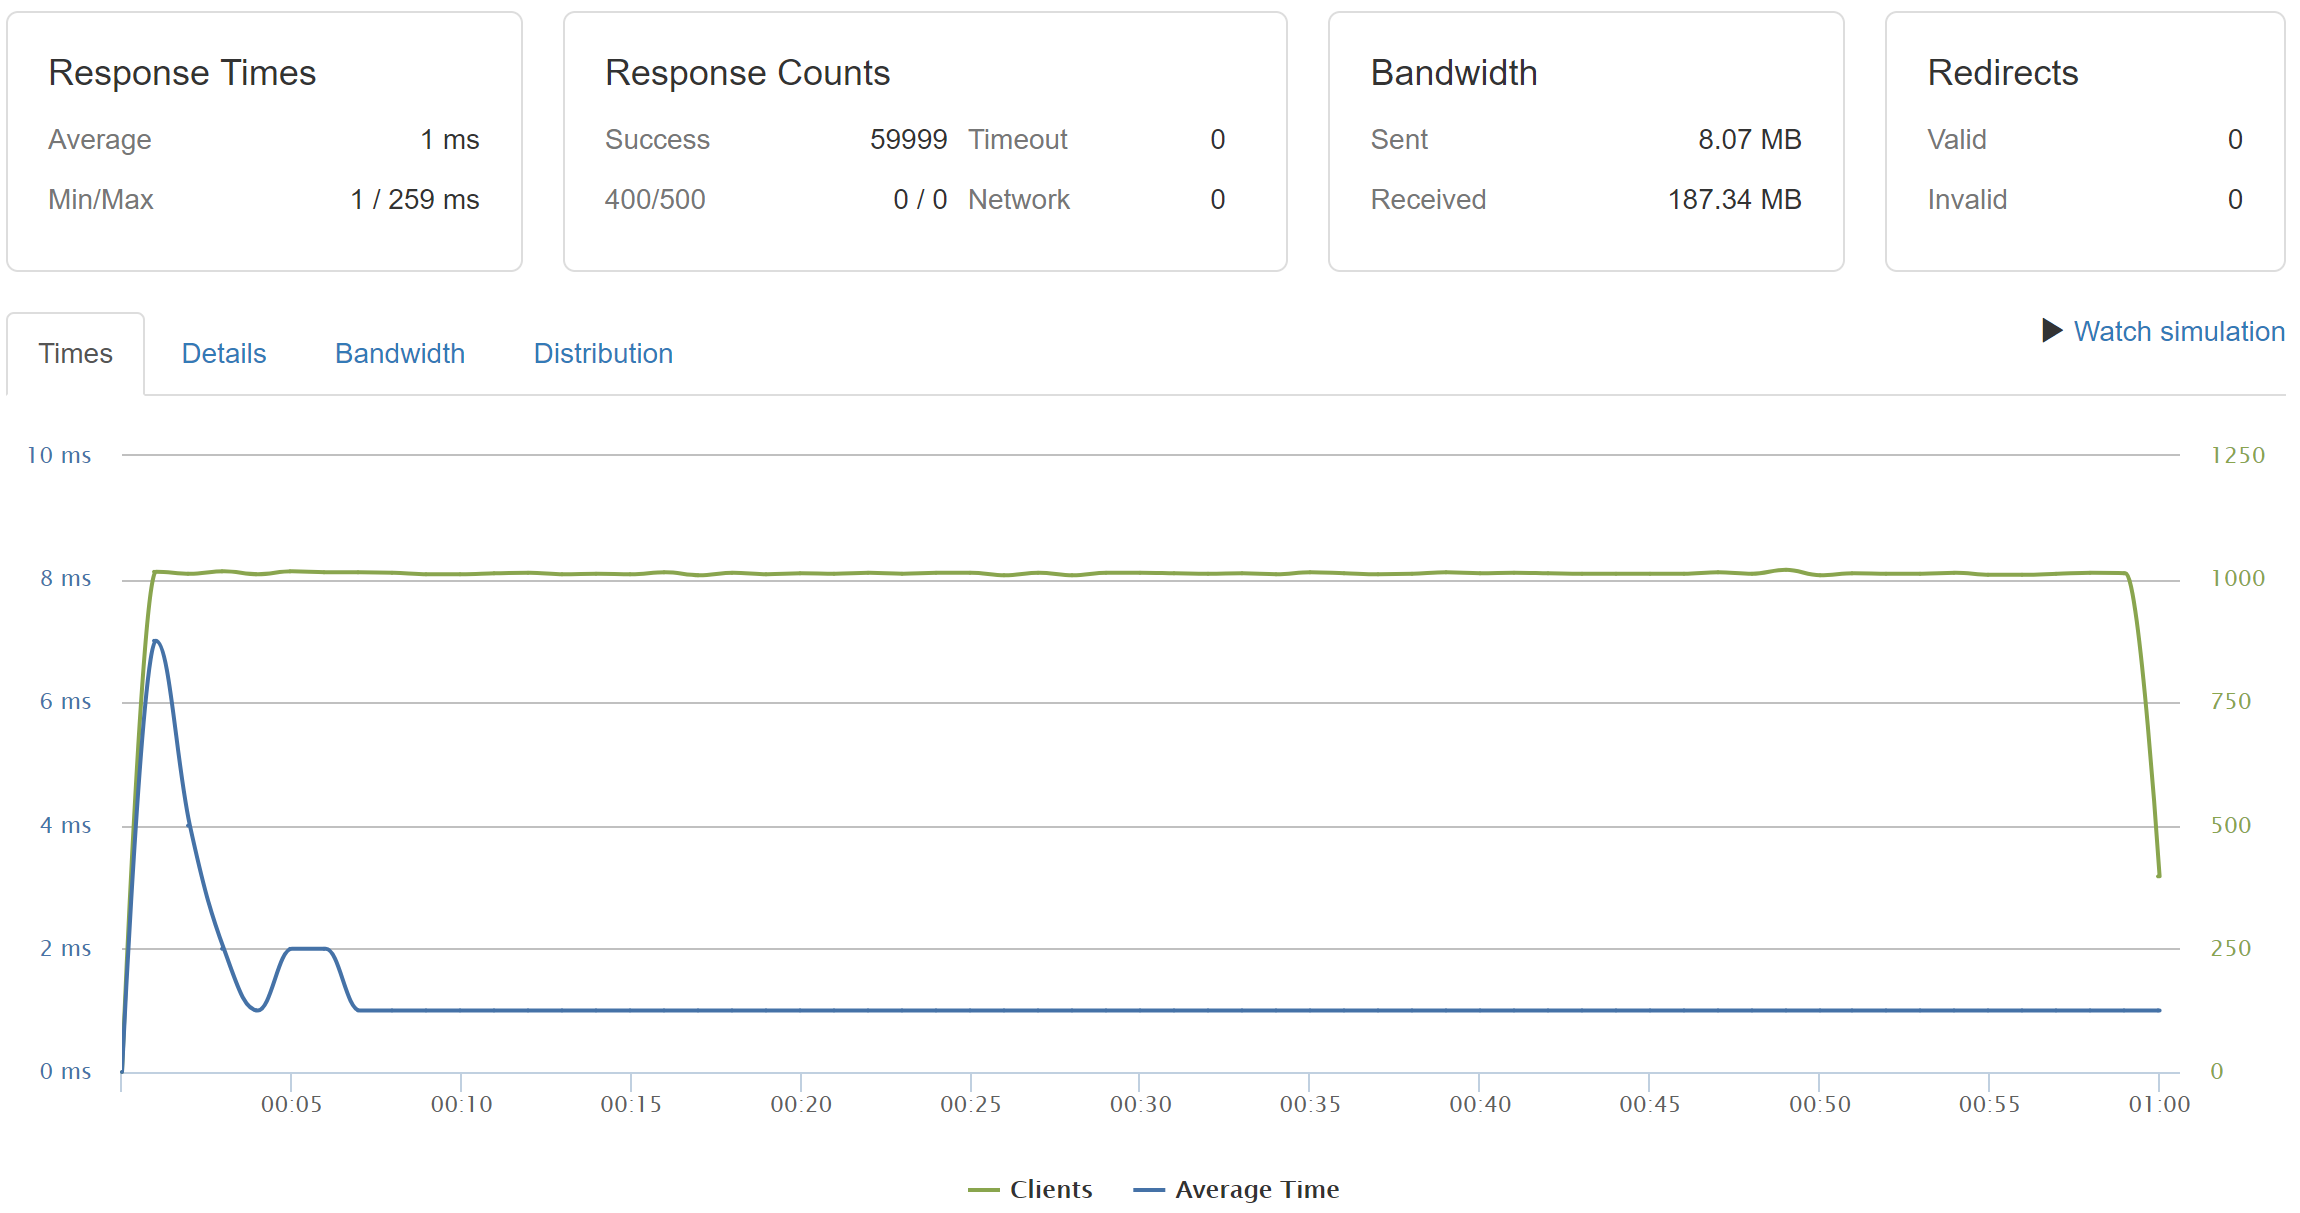 Response Times
Average 1 ms
Min/Max 1 / 259 ms
Response Counts
Success 59999 Timeout 0
400/500 0 / 0 Network 0
Bandwidth
Sent 8.07 MB
Received 187.34 MB
Redirects
Valid 0
Invalid 0
Times Details Bandwidth Distribution
Watch simulation
10 ms 1250
8 ms 1000
6 ms 750
4 ms 500
2 ms 250
0 ms 0
00:05 00:10 00:15 00:20 00:25 00:30 00:35 00:40 00:45 00:50 00:55 01:00
Clients Average Time